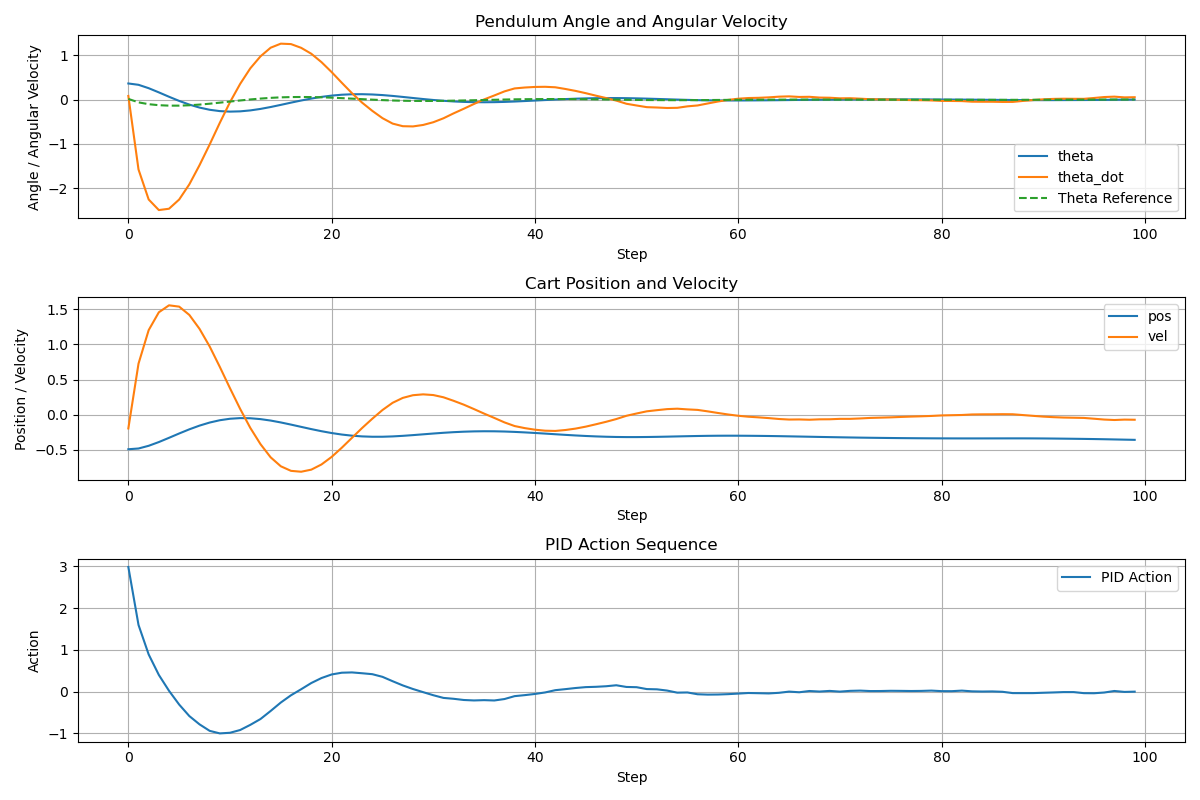 Pendulum Angle and Angular Velocity
Angle / Angular Velocity
1
0
−1
−2
theta
theta_dot
Theta Reference
0 20 40 60 80 100
Step
Cart Position and Velocity
Position / Velocity
1.5
1.0
0.5
0.0
−0.5
pos
vel
0 20 40 60 80 100
Step
PID Action Sequence
Action
3
2
1
0
−1
PID Action
0 20 40 60 80 100
Step